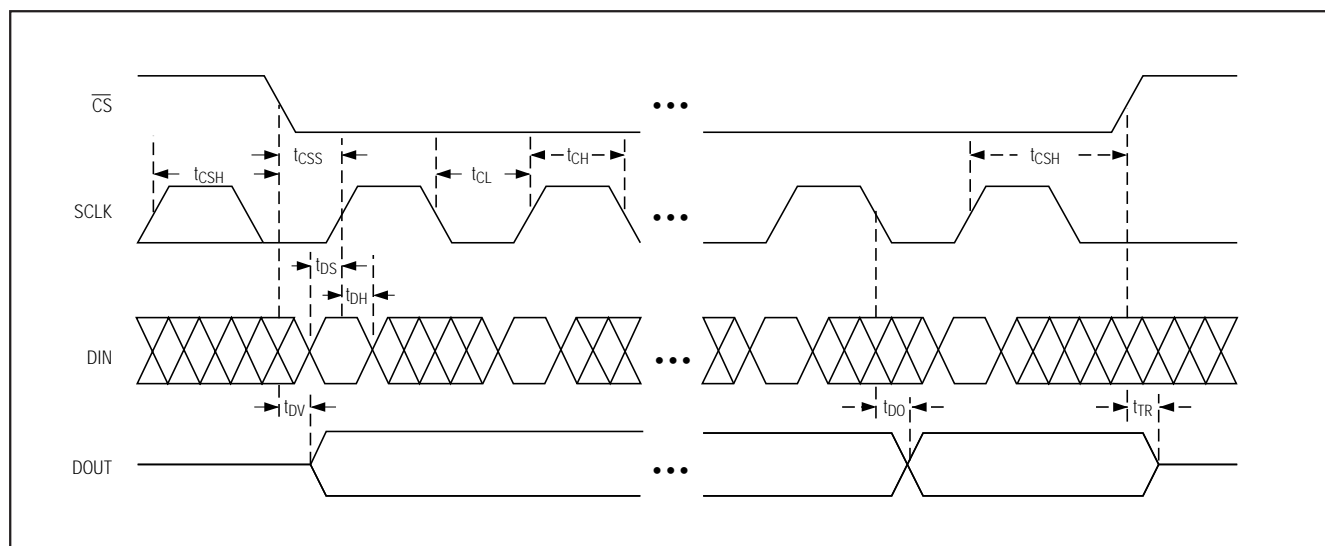 CS
tCSS
tCH
tCSH
tCSH
tCL
SCLK
tDS
tDH
DIN
tDV
tDO
tTR
DOUT